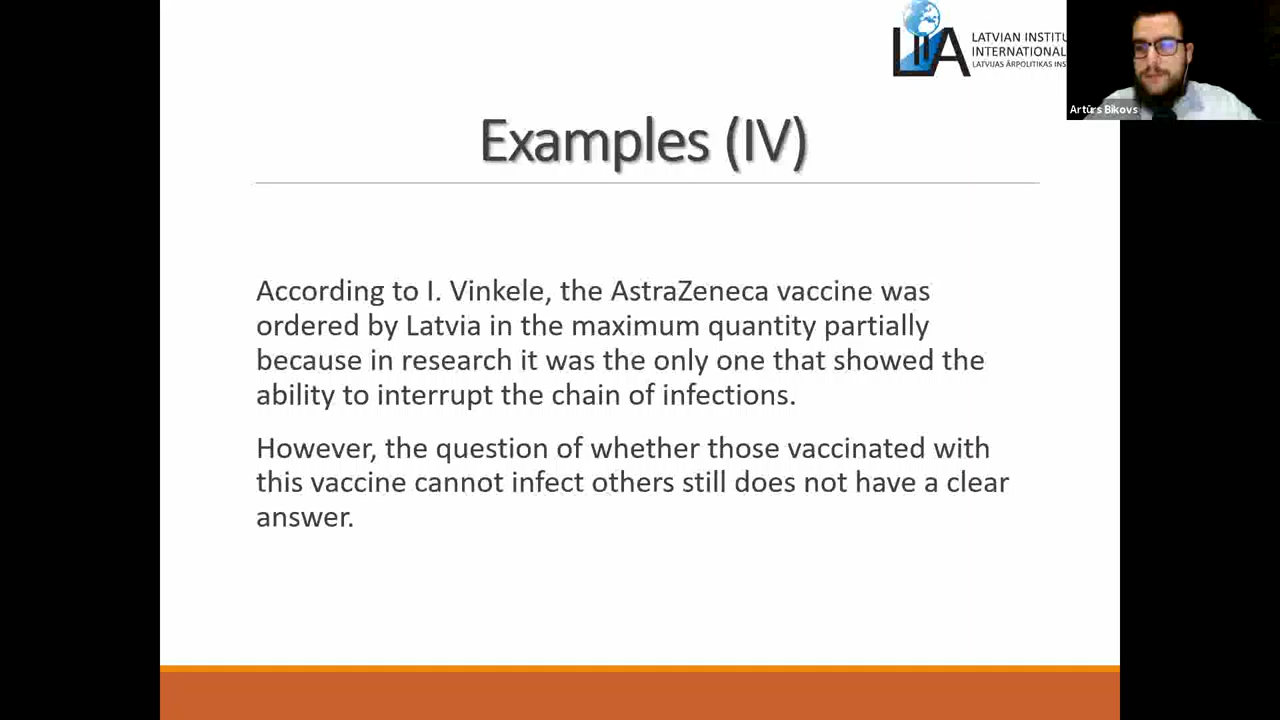 LATVIAN
INTERNATIONAL
LATVIJAS ĀRPOLITIKAS
LIIA
Artūrs Bikovs
Examples (IV)
According to I. Vinkele, the AstraZeneca vaccine was
ordered by Latvia in the maximum quantity partially
because in research it was the only one that showed the
ability to interrupt the chain of infections.
However, the question of whether those vaccinated with
this vaccine cannot infect others still does not have a clear
answer.